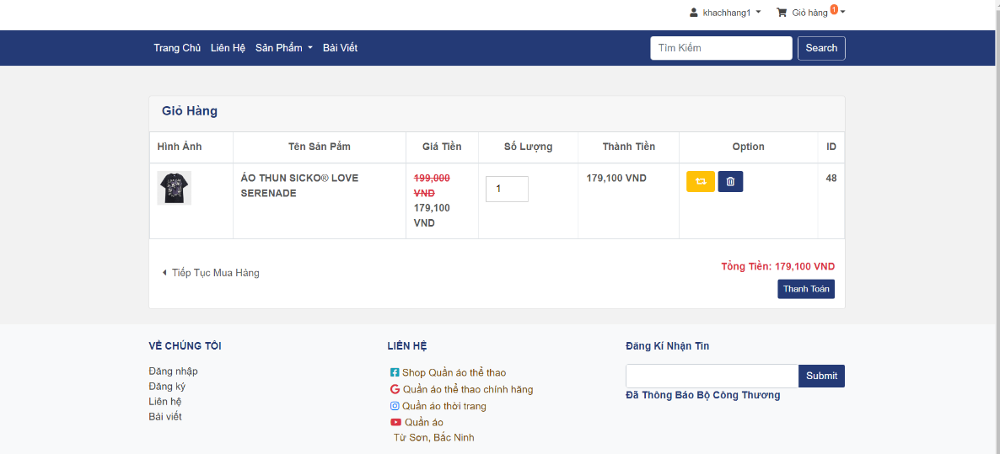 khachhang1 Giỏ hàng 1
Trang Chủ Liên Hệ Sản Phẩm Bài Viết Tìm Kiếm Search
Giỏ Hàng
Hình Ảnh Tên Sản Pẩm Giá Tiền Số Lượng Thành Tiền Option ID
ÁO THUN SICKO® LOVE
SERENADE
199,000
VND
179,100
VND
1
179,100 VND
48
Tiếp Tục Mua Hàng
Tổng Tiền: 179,100 VND
Thanh Toán
VỀ CHÚNG TÔI
Đăng nhập
Đăng ký
Liên hệ
Bài viết
LIÊN HỆ
Shop Quần áo thể thao
Quần áo thể thao chính hãng
Quần áo thời trang
Quần áo
Từ Sơn, Bắc Ninh
Đăng Kí Nhận Tin
Submit
Đã Thông Báo Bộ Công Thương